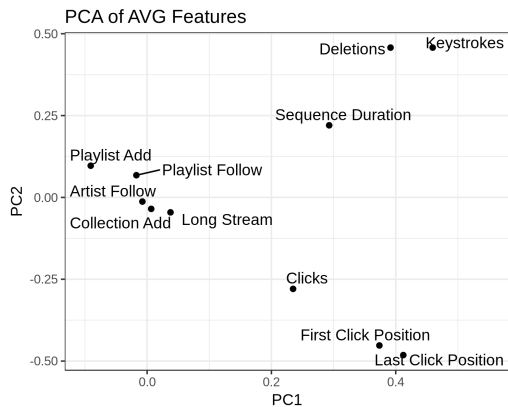 PCA of AVG Features
0.50
Deletions
Keystrokes
0.25
Sequence Duration
Playlist Add
Playlist Follow
PC2
0.00
Artist Follow
Collection Add
Long Stream
-0.25
Clicks
First Click Position
-0.50
Last Click Position
0.0
0.2
0.4
PC1